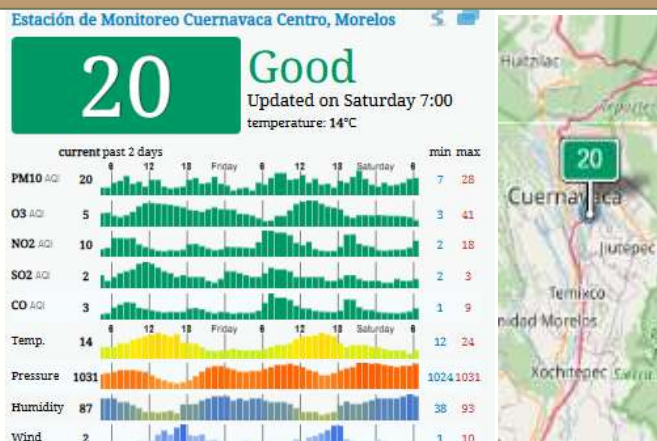 Estación de Monitoreo Cuernavaca Centro, Morelos
20
Good
Updated on Saturday 7:00
temperature: 14°C
current past 2 days
min max
6 12 18 Friday 6 12 18 Saturday 6
PM10 AQI 20 7 28
O3 AQI 5 3 41
NO2 AQI 10 2 18
SO2 AQI 2 2 3
CO AQI 3 1 9
6 12 18 Friday 6 12 18 Saturday 6
Temp. 14 12 24
Pressure 1031 1024 1031
Humidity 87 38 93
Wind 2 1 10
Huitzilac
Tepoztec
20
Cuernavaca
Jiutepec
Temixco
nidad Morelos
Xochitepec